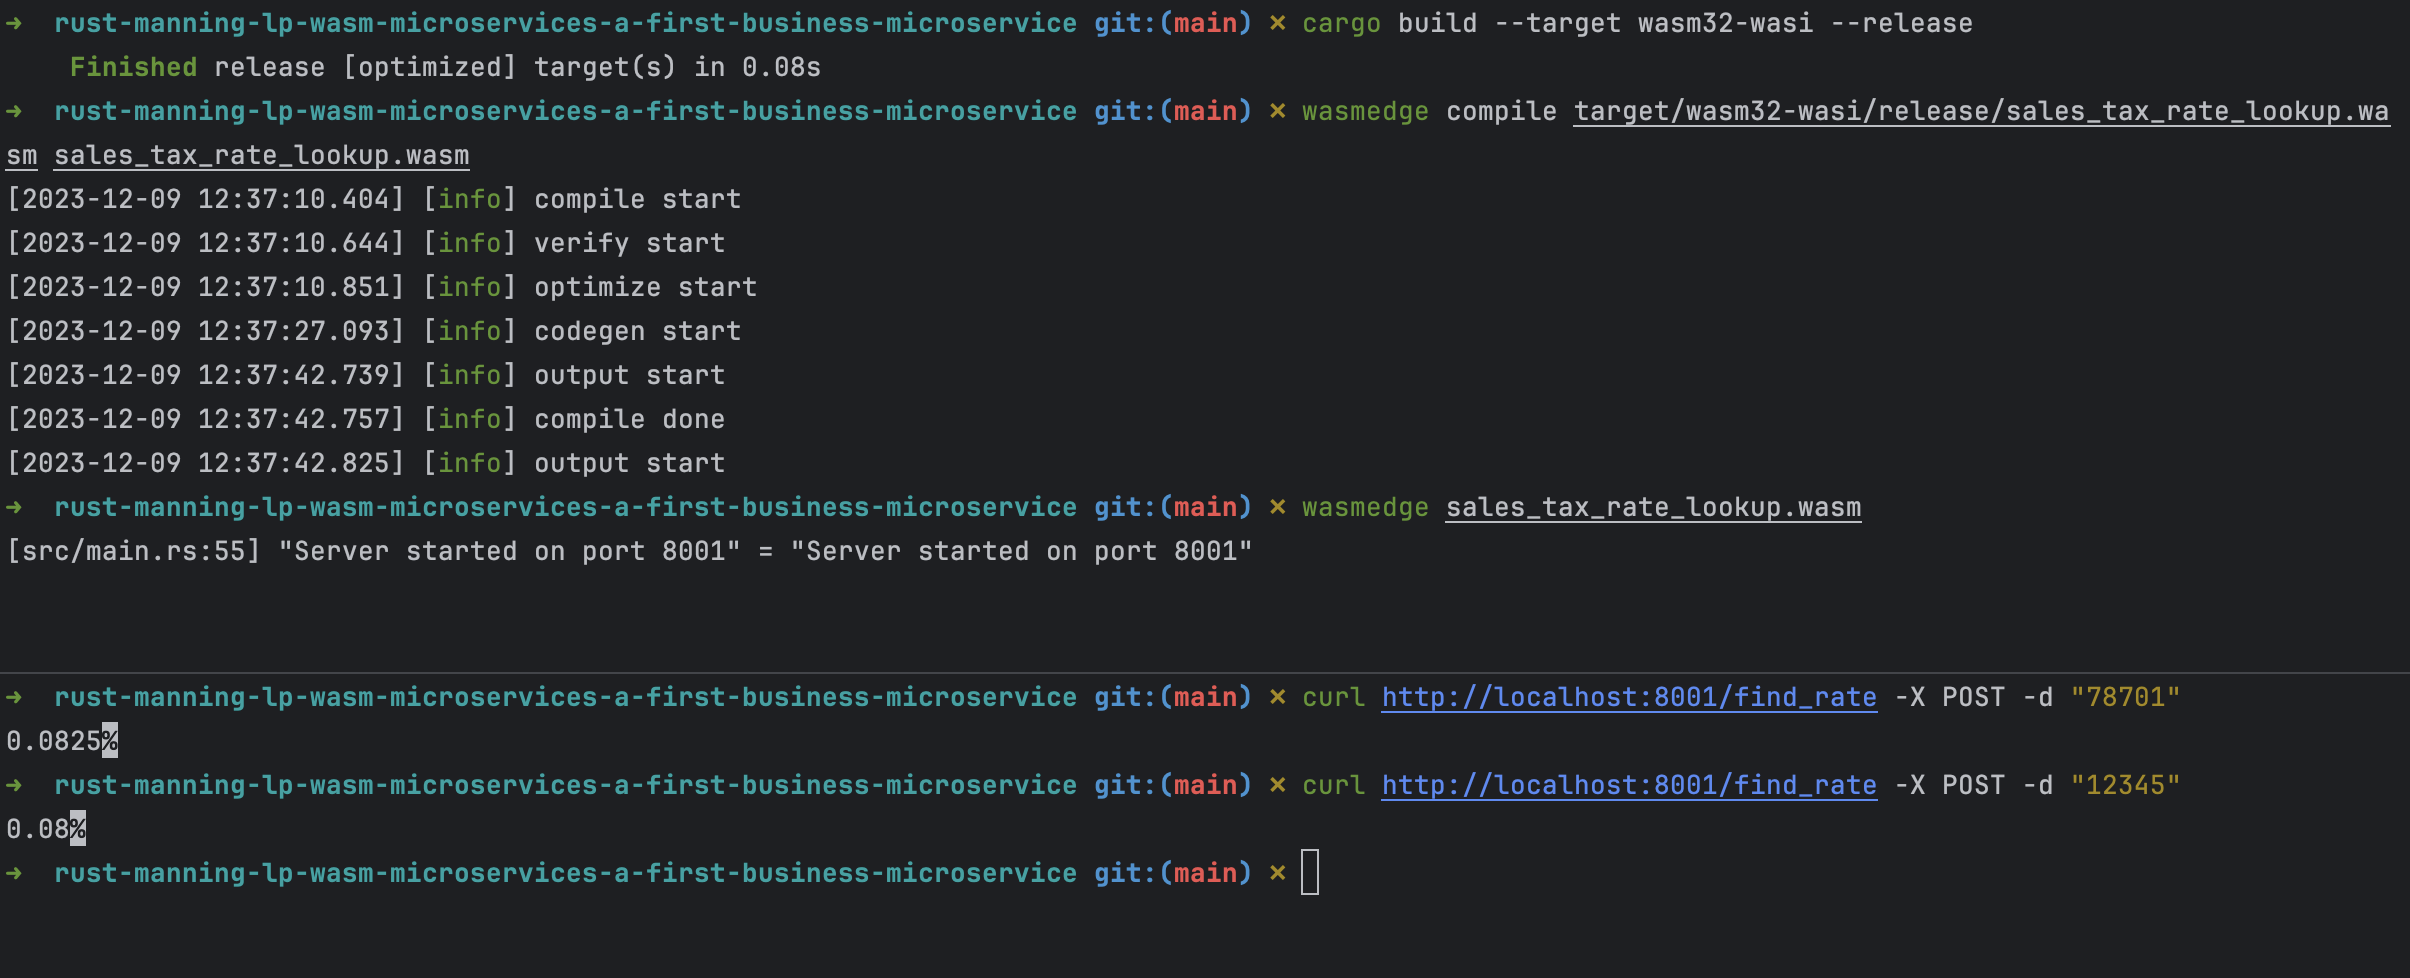 ➜  rust-manning-lp-wasm-microservices-a-first-business-microservice git:(main) ✗ cargo build --target wasm32-wasi --release
    Finished release [optimized] target(s) in 0.08s
➜  rust-manning-lp-wasm-microservices-a-first-business-microservice git:(main) ✗ wasmedge compile target/wasm32-wasi/release/sales_tax_rate_lookup.wa
sm sales_tax_rate_lookup.wasm
[2023-12-09 12:37:10.404] [info] compile start
[2023-12-09 12:37:10.644] [info] verify start
[2023-12-09 12:37:10.851] [info] optimize start
[2023-12-09 12:37:27.093] [info] codegen start
[2023-12-09 12:37:42.739] [info] output start
[2023-12-09 12:37:42.757] [info] compile done
[2023-12-09 12:37:42.825] [info] output start
➜  rust-manning-lp-wasm-microservices-a-first-business-microservice git:(main) ✗ wasmedge sales_tax_rate_lookup.wasm
[src/main.rs:55] "Server started on port 8001" = "Server started on port 8001"
➜  rust-manning-lp-wasm-microservices-a-first-business-microservice git:(main) ✗ curl http://localhost:8001/find_rate -X POST -d "78701"
0.0825%
➜  rust-manning-lp-wasm-microservices-a-first-business-microservice git:(main) ✗ curl http://localhost:8001/find_rate -X POST -d "12345"
0.08%
➜  rust-manning-lp-wasm-microservices-a-first-business-microservice git:(main) ✗